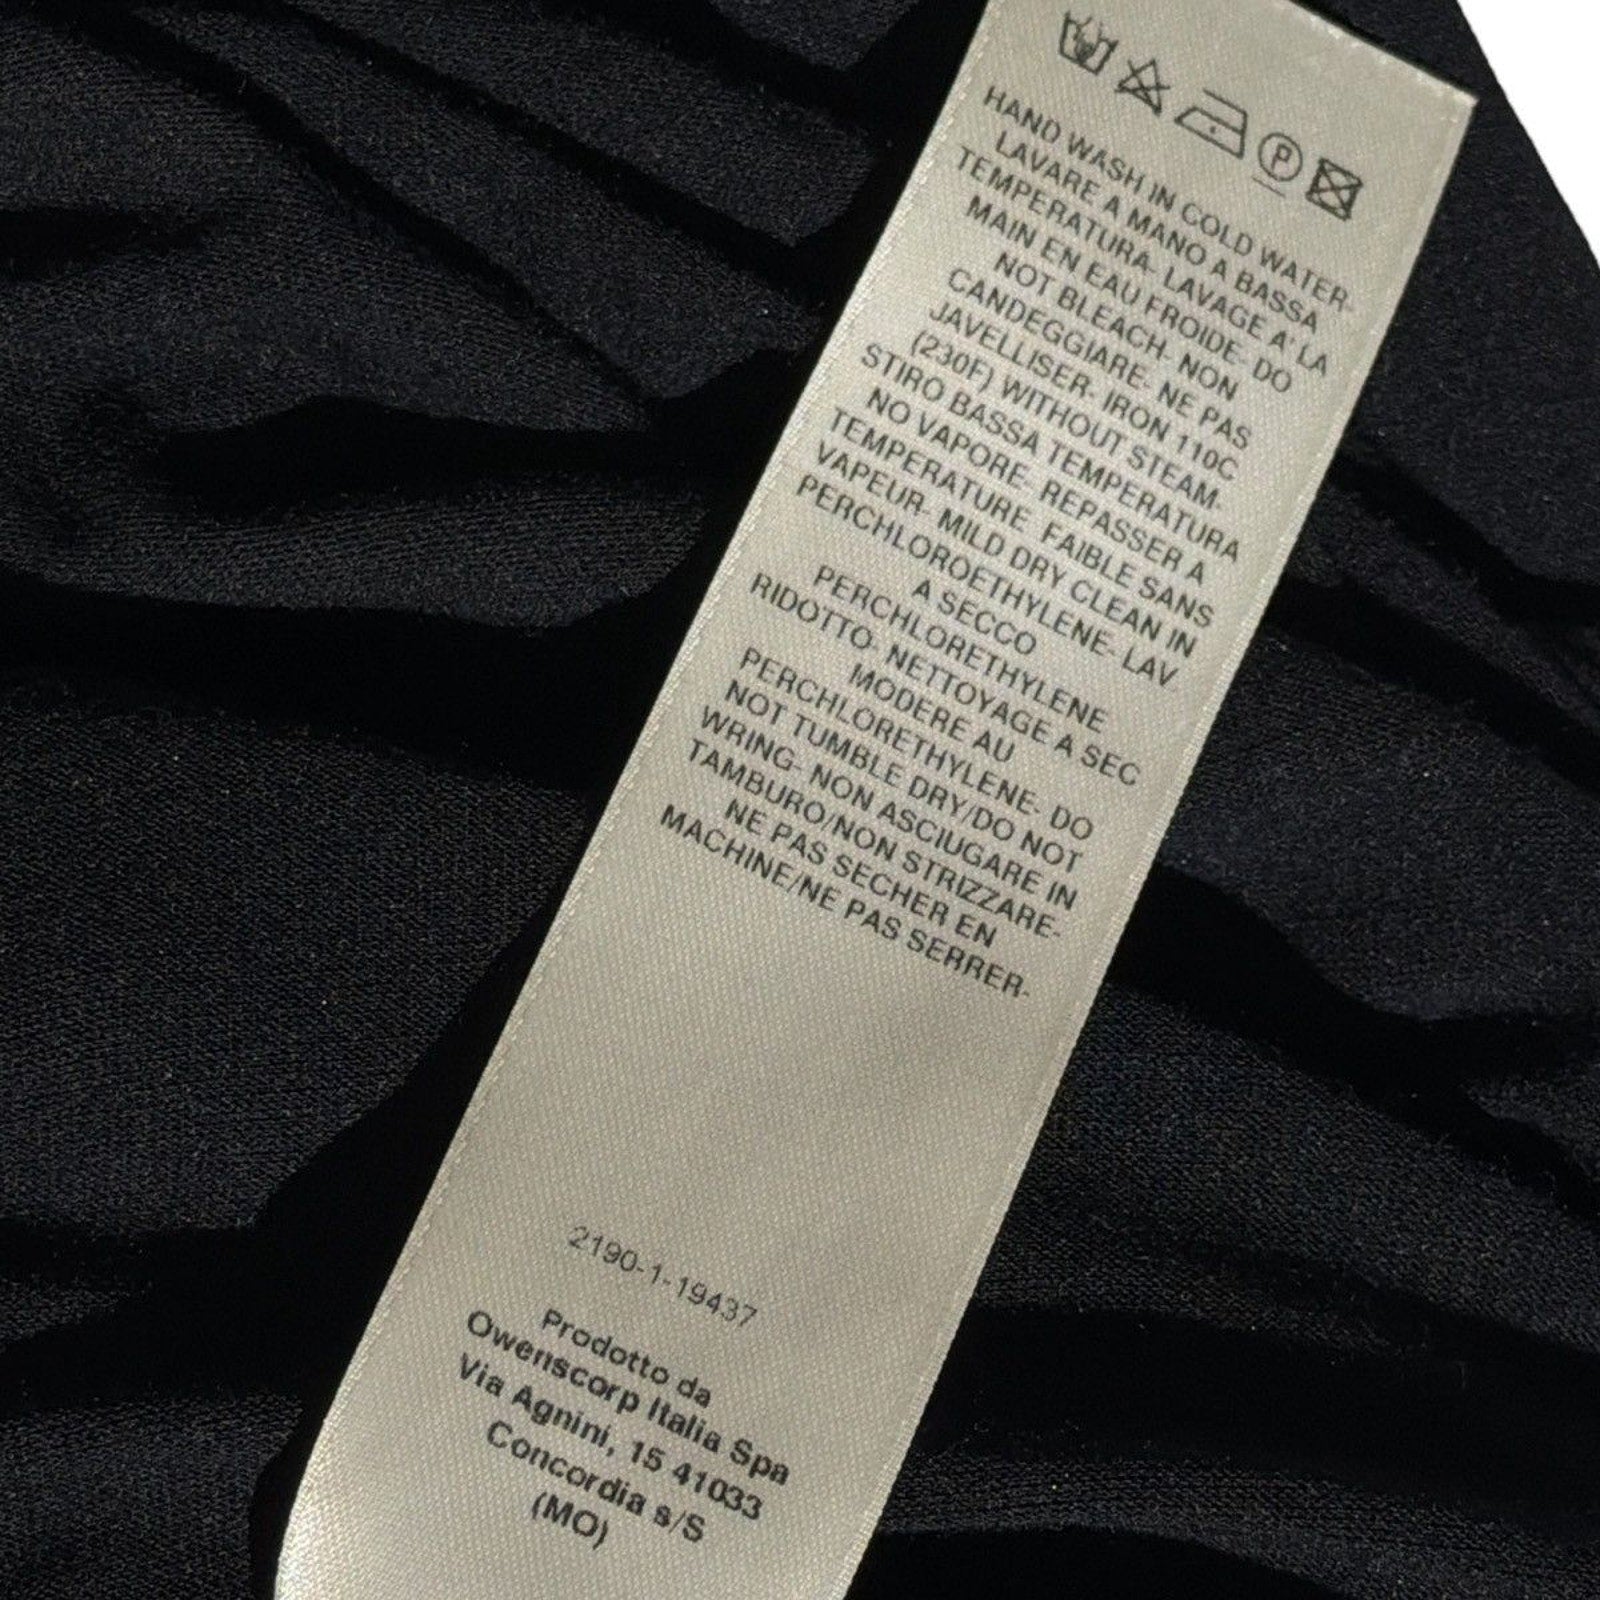 P
HAND WASH IN COLD WATER-
LAVARE A MANO A BASSA
TEMPERATURA- LAVAGE A' LA
MAIN EN EAU FROIDE- DO
NOT BLEACH- NON
CANDEGGIARE- NE PAS
JAVELLISER- IRON 110C
(230F) WITHOUT STEAM-
STIRO BASSA TEMPERATURA
NO VAPORE- REPASSER A
TEMPERATURE FAIBLE SANS
VAPEUR- MILD DRY CLEAN IN
PERCHLOROETHYLENE- LAV.
A SECCO
PERCHLORETHYLENE
RIDOTTO- NETTOYAGE A SEC
MODERE AU
PERCHLORETHYLENE- DO
NOT TUMBLE DRY/DO NOT
WRING- NON ASCIUGARE IN
TAMBURO/NON STRIZZARE-
NE PAS SECHER EN
MACHINE/NE PAS SERRER-
2190-1-19437
Prodotto da
Owenscorp Italia Spa
Via Agnini, 15 41033
Concordia s/S
(MO)